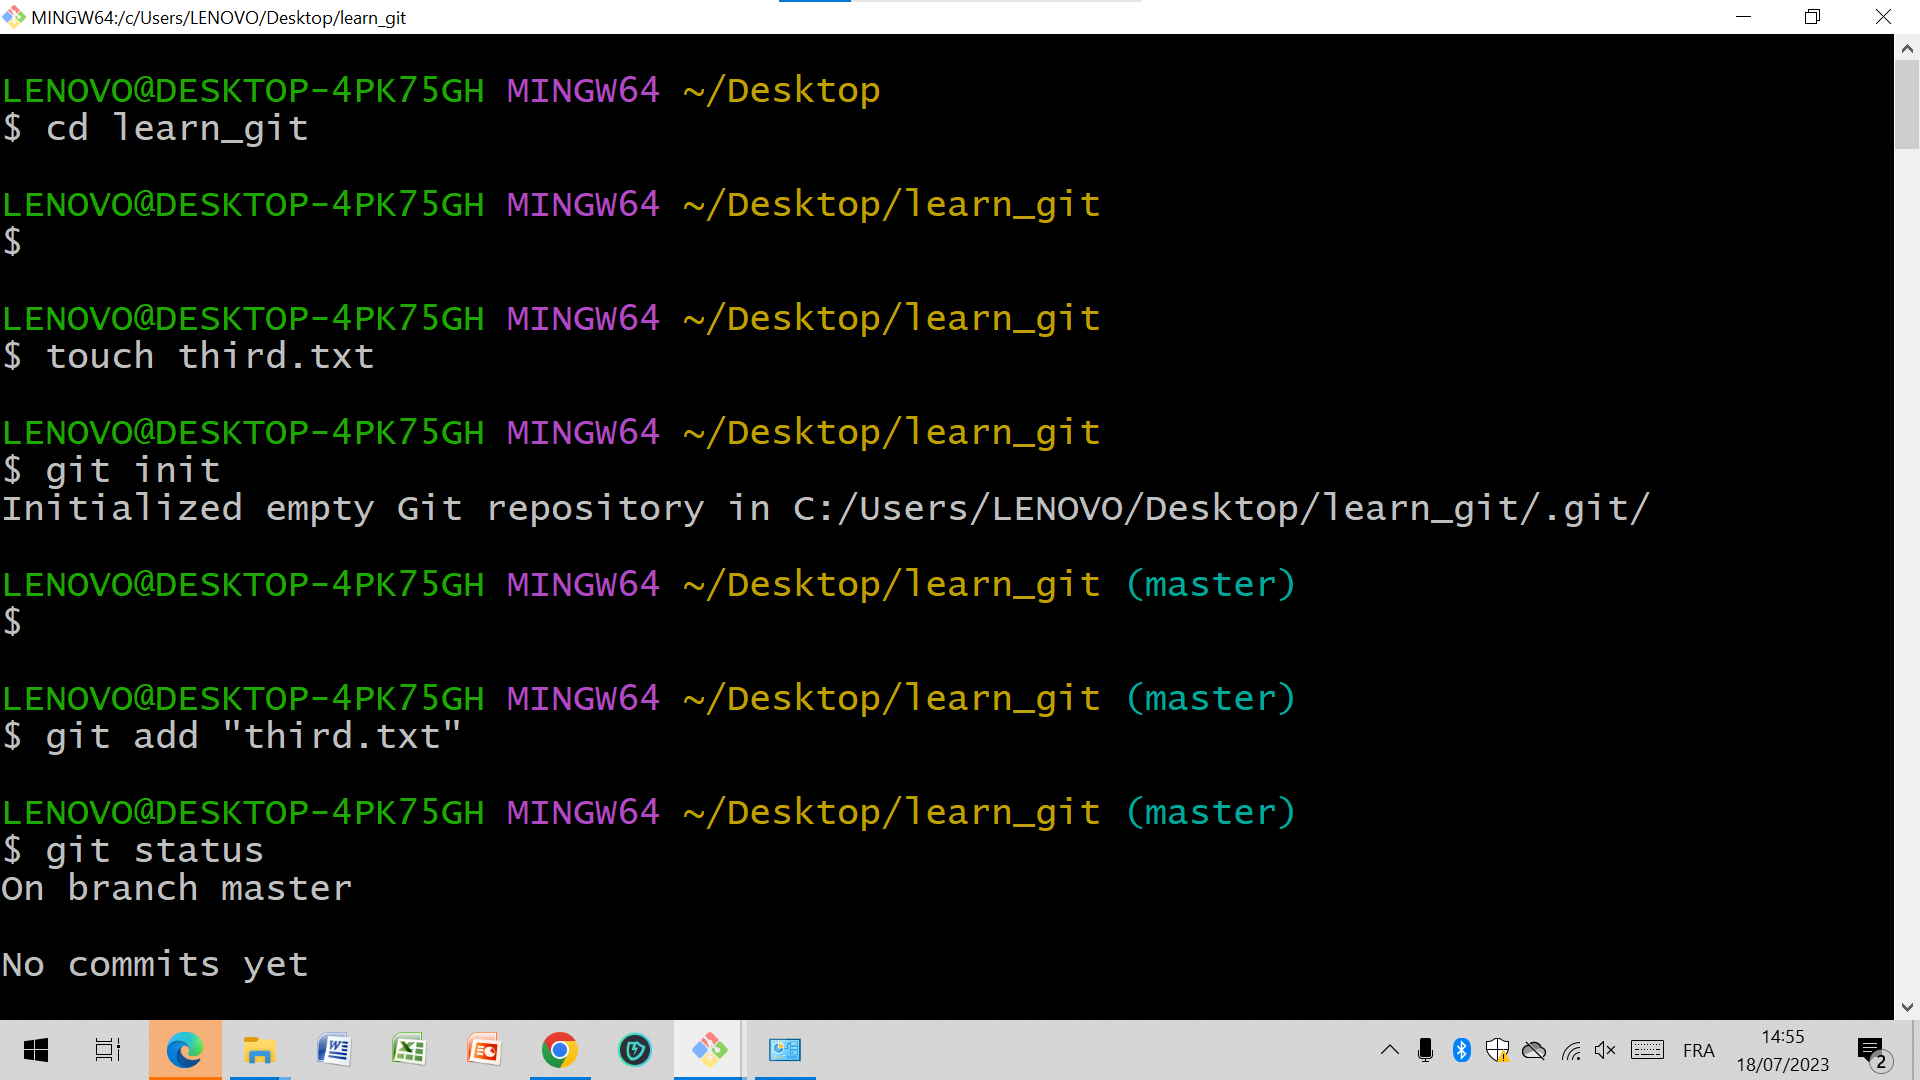 MINGW64:/c/Users/LENOVO/Desktop/learn_git
LENOVO@DESKTOP-4PK75GH MINGW64 ~/Desktop
$ cd learn_git
LENOVO@DESKTOP-4PK75GH MINGW64 ~/Desktop/learn_git
$
LENOVO@DESKTOP-4PK75GH MINGW64 ~/Desktop/learn_git
$ touch third.txt
LENOVO@DESKTOP-4PK75GH MINGW64 ~/Desktop/learn_git
$ git init
Initialized empty Git repository in C:/Users/LENOVO/Desktop/learn_git/.git/
LENOVO@DESKTOP-4PK75GH MINGW64 ~/Desktop/learn_git (master)
$
LENOVO@DESKTOP-4PK75GH MINGW64 ~/Desktop/learn_git (master)
$ git add "third.txt"
LENOVO@DESKTOP-4PK75GH MINGW64 ~/Desktop/learn_git (master)
$ git status
On branch master
No commits yet
FRA
14:55
18/07/2023
2